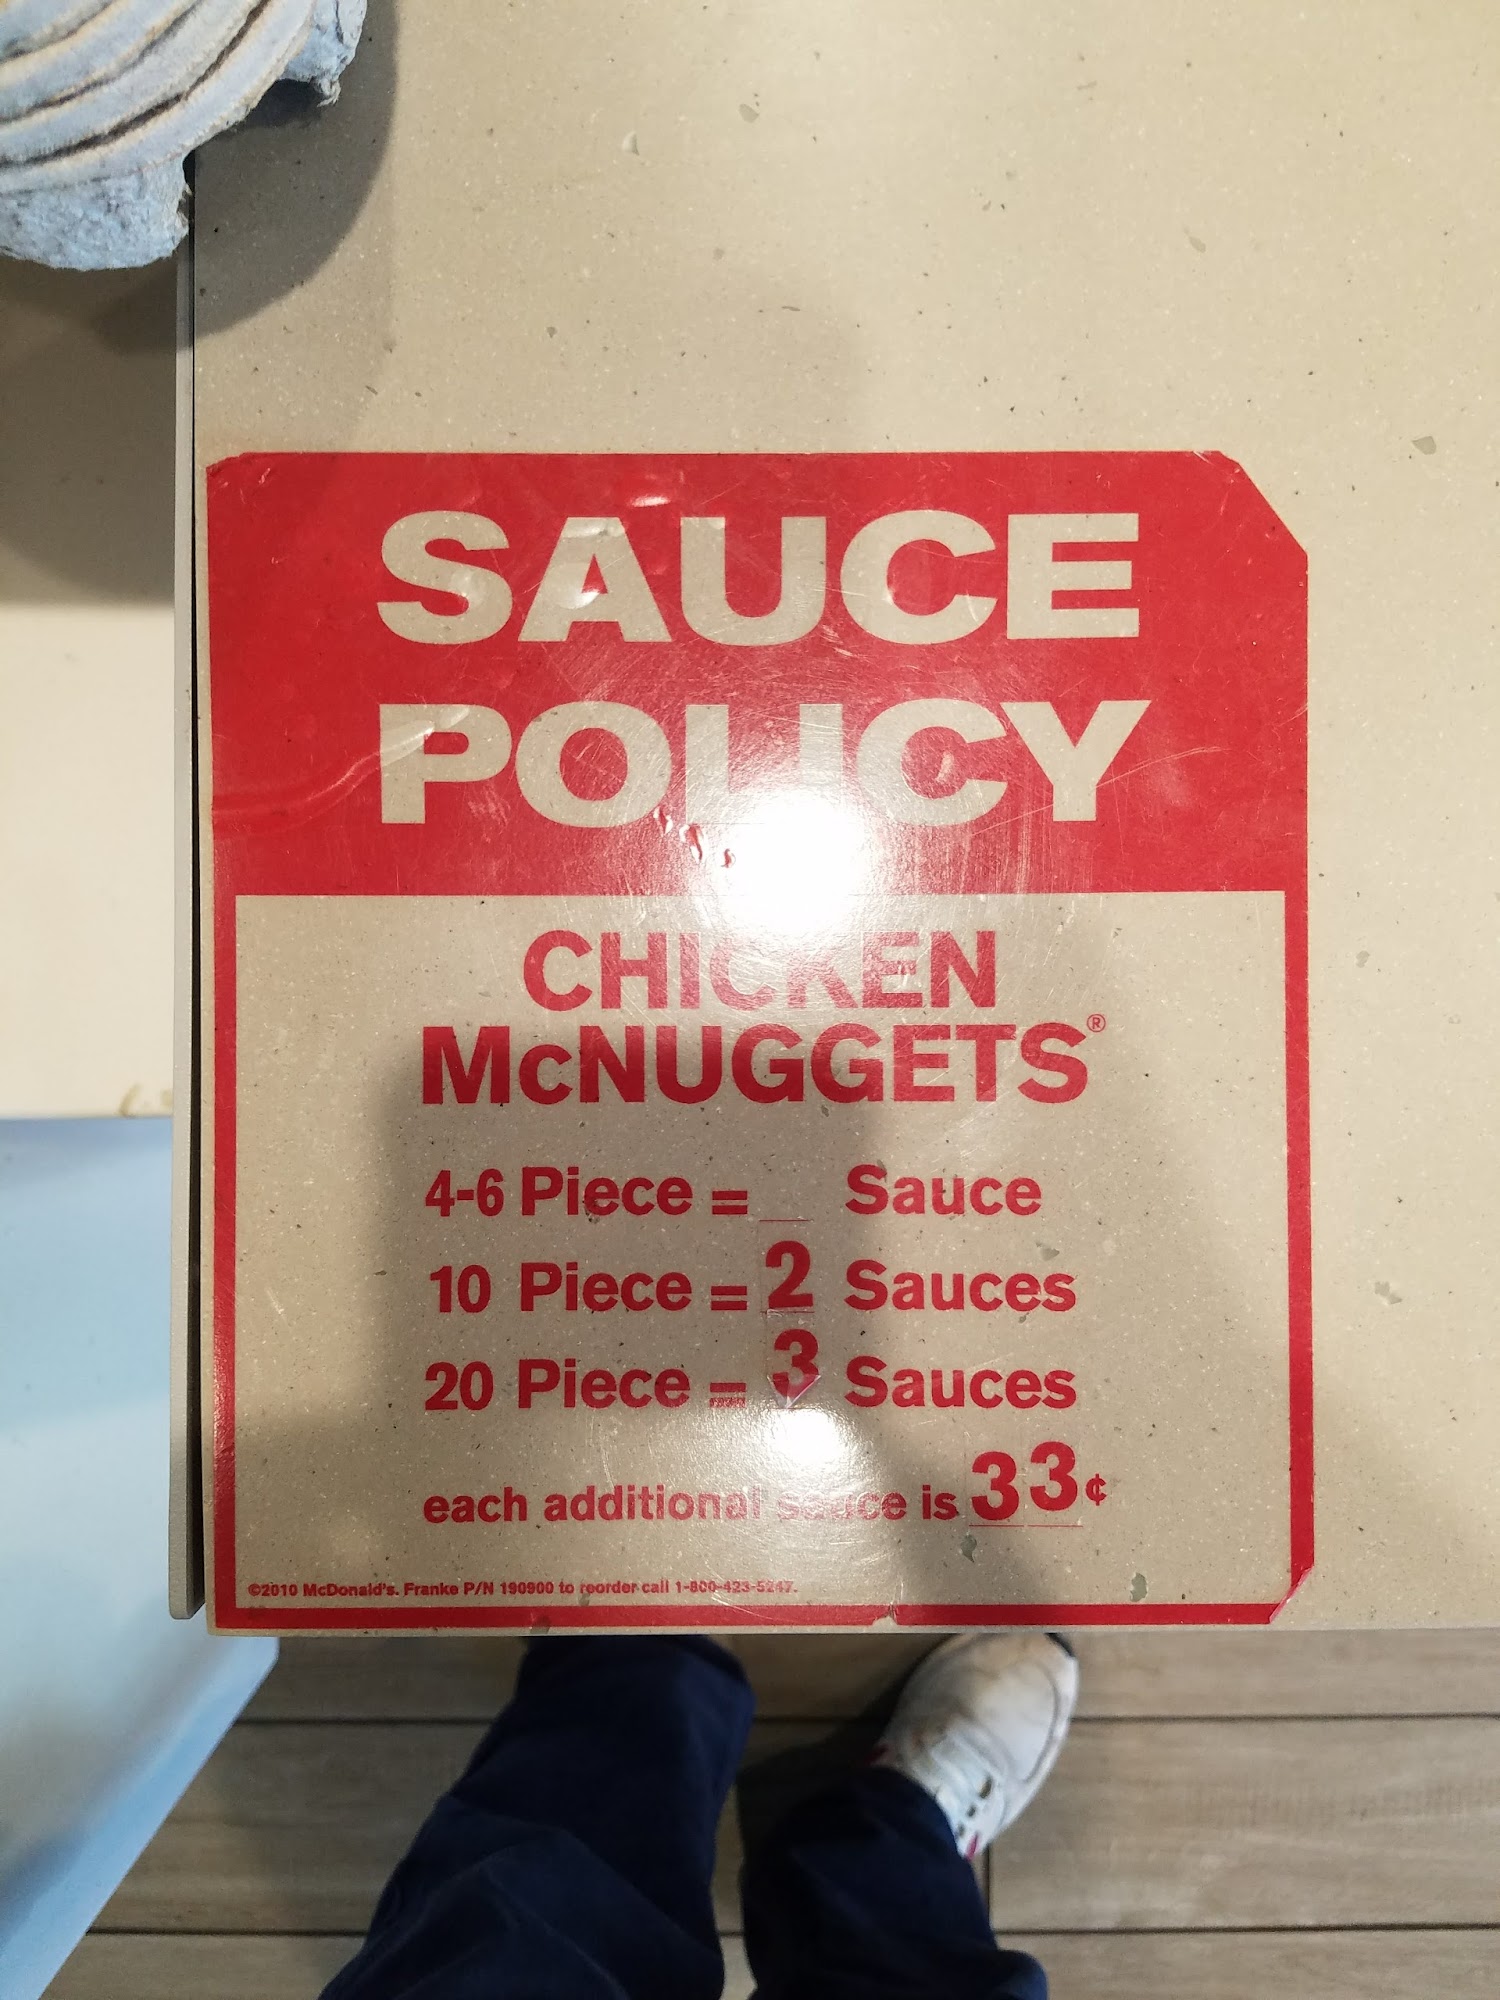 SAUCE
POLICY
CHICKEN
McNUGGETS®
4-6 Piece = _ Sauce
10 Piece = 2 Sauces
20 Piece = 3 Sauces
each additional sauce is 33¢
©2010 McDonald's. Franke P/N 190900 to reorder call 1-800-423-5247.